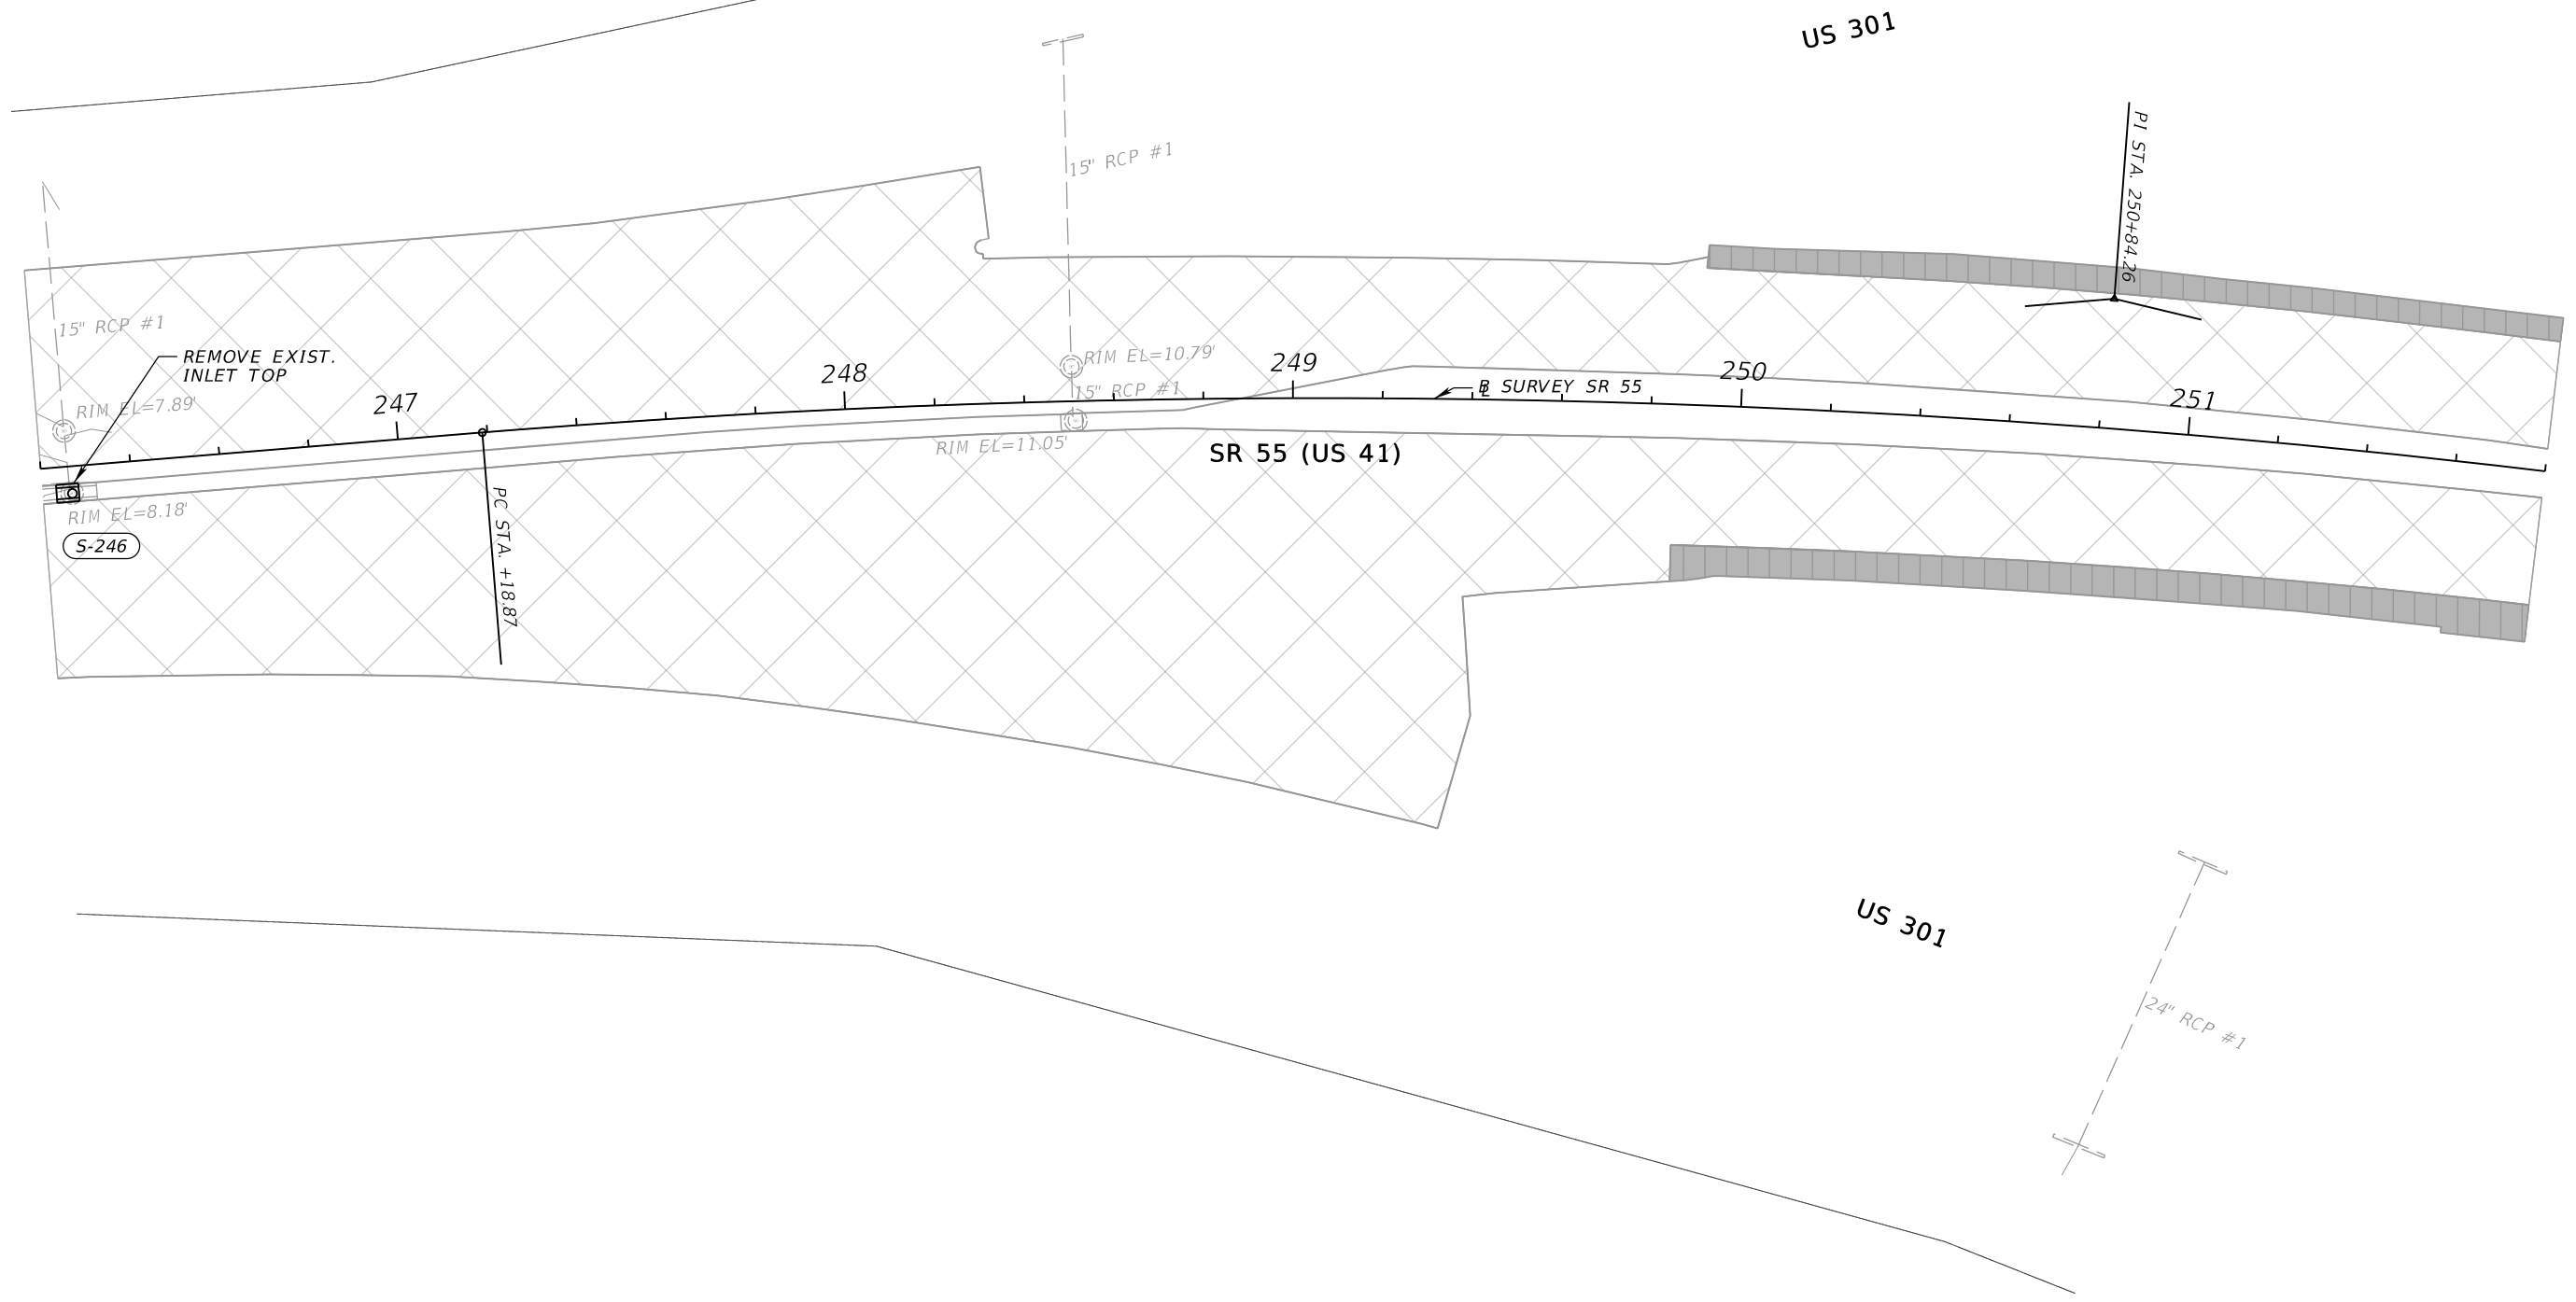 US 301
15" RCP #1
PI STA. 250+84.26
15" RCP #1
REMOVE EXIST.
INLET TOP
RIM EL=7.89'
RIM EL=10.79'
15" RCP #1
247
248
249
250
251
BL SURVEY SR 55
RIM EL=11.05'
SR 55 (US 41)
RIM EL=8.18'
S-246
PC STA. +18.87
US 301
24" RCP #1